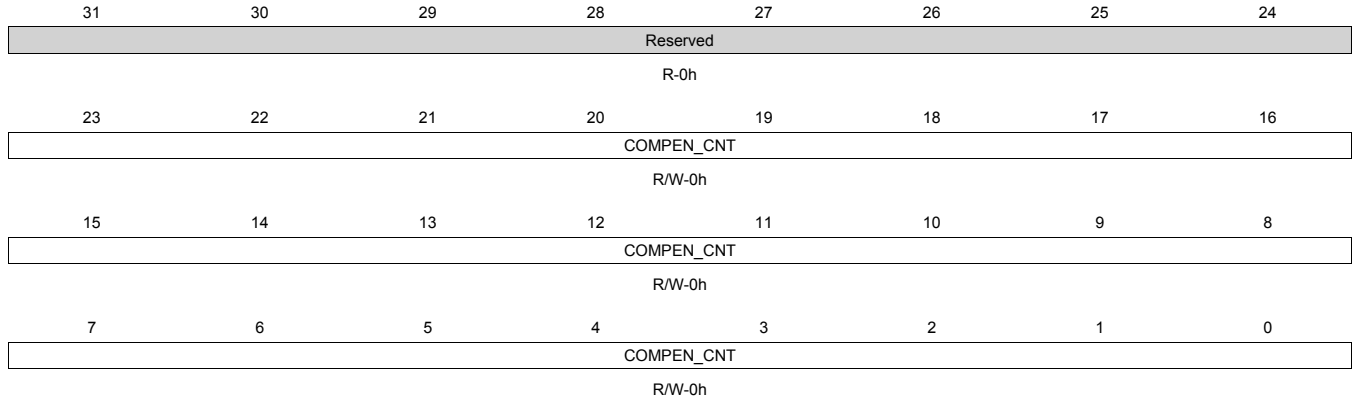 31 30 29 28 27 26 25 24
Reserved
R-0h
23 22 21 20 19 18 17 16
COMPEN_CNT
R/W-0h
15 14 13 12 11 10 9 8
COMPEN_CNT
R/W-0h
7 6 5 4 3 2 1 0
COMPEN_CNT
R/W-0h